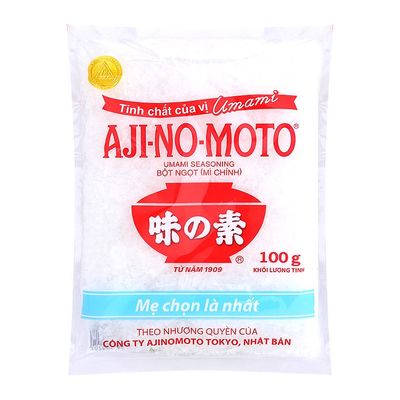 Tinh chất của vị Umami
AJI-NO-MOTO®
UMAMI SEASONING
BỘT NGỌT (MÌ CHÍNH)
味の素
®
100 g
KHỐI LƯỢNG TỊNH
TỪ NĂM 1909
Mẹ chọn là nhất
THEO NHƯỢNG QUYỀN CỦA
CÔNG TY AJINOMOTO TOKYO, NHẬT BẢN